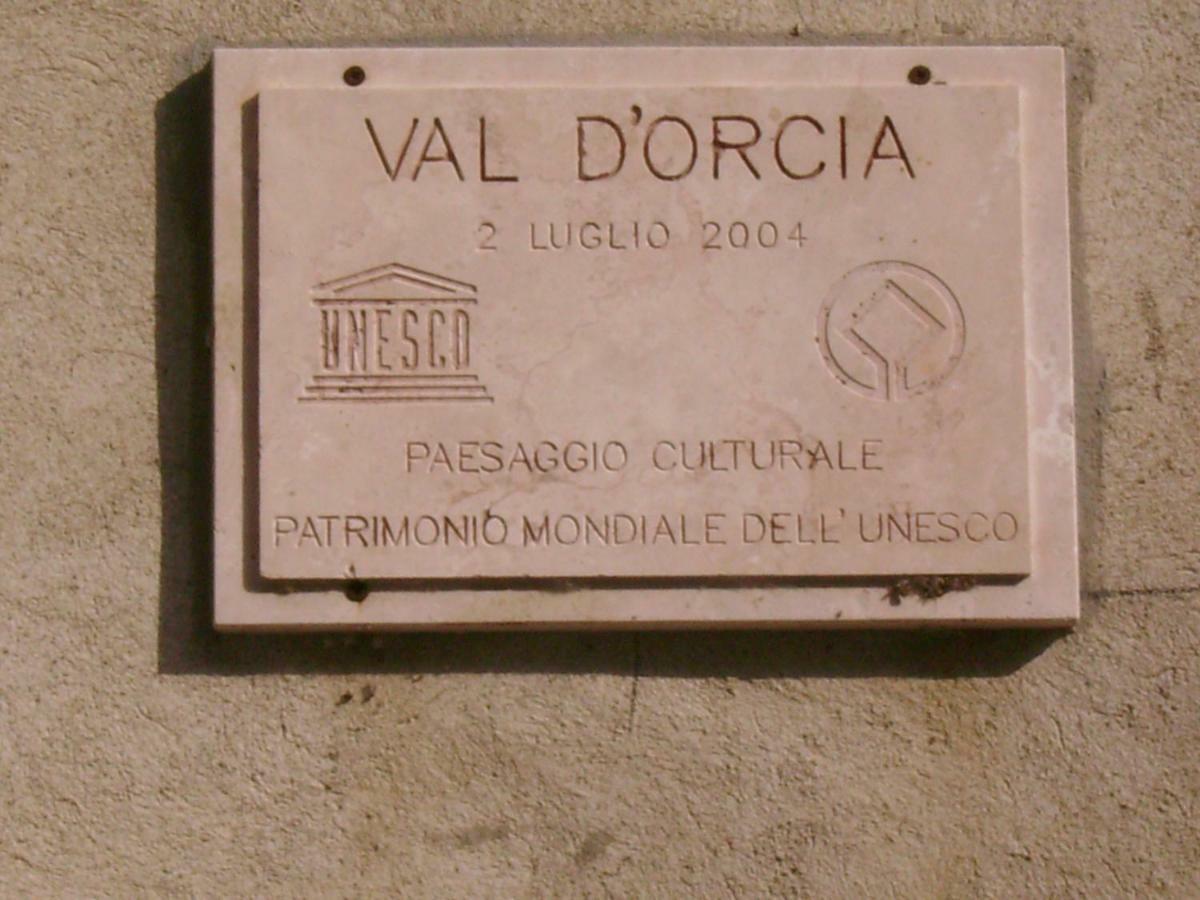 VAL D'ORCIA
2 LUGLIO 2004
UNESCO
PAESAGGIO CULTURALE
PATRIMONIO MONDIALE DELL'UNESCO